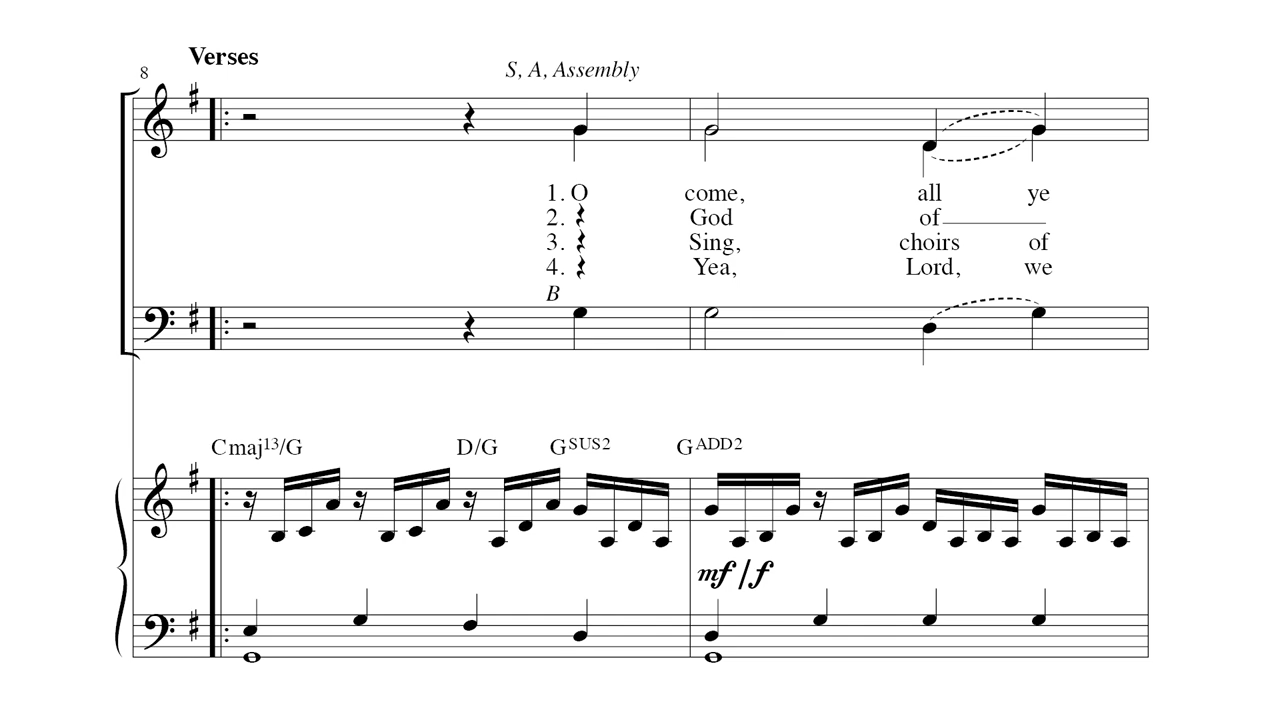 Verses
8
S, A, Assembly
1. O come, all ye
2. God of
3. Sing, choirs of
4. Yea, Lord, we
B
Cmaj13/G D/G GSUS2 GADD2
mf/f